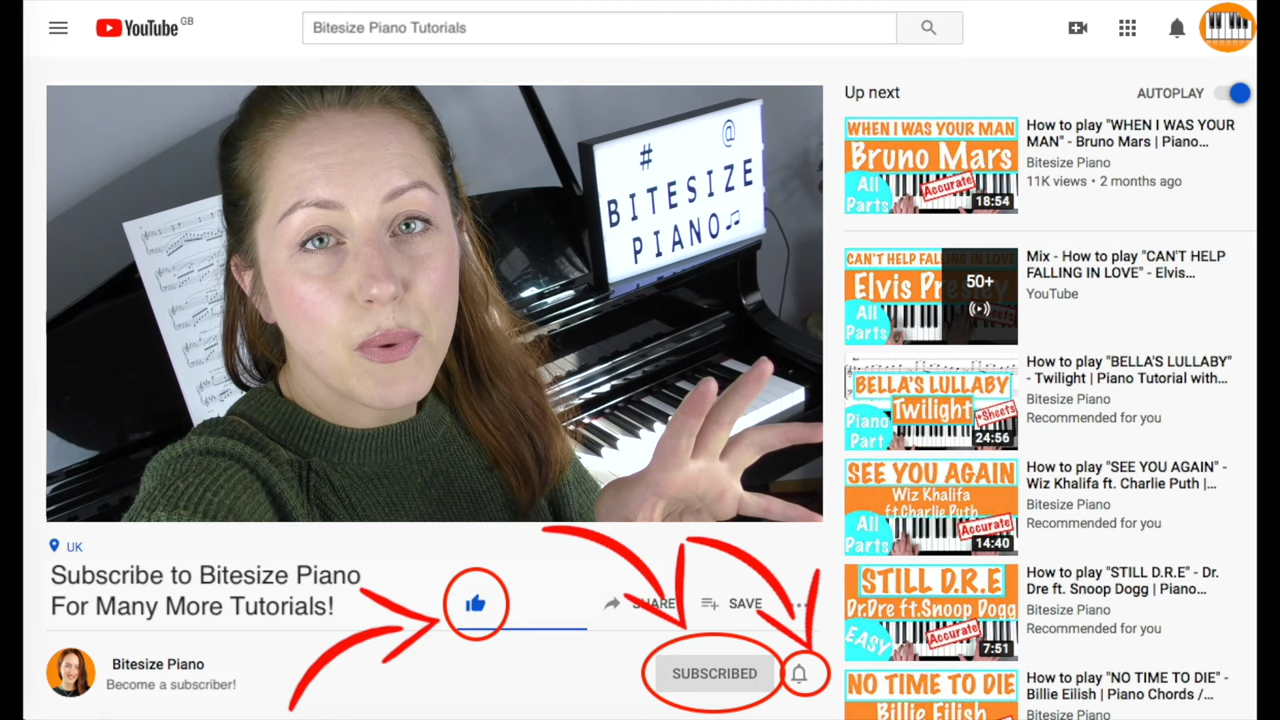 YouTube GB
Bitesize Piano Tutorials
# @
BITESIZE
PIANO♫
UK
Subscribe to Bitesize Piano
For Many More Tutorials!
SHARE
SAVE
Bitesize Piano
Become a subscriber!
SUBSCRIBED
Up next
AUTOPLAY
WHEN I WAS YOUR MAN
Bruno Mars
All
Parts
Accurate
18:54
How to play "WHEN I WAS YOUR
MAN" - Bruno Mars | Piano...
Bitesize Piano
11K views • 2 months ago
CAN'T HELP FALLING IN LOVE
Elvis Presley
All
Parts
50+
Mix - How to play "CAN'T HELP
FALLING IN LOVE" - Elvis...
YouTube
BELLA'S LULLABY
Twilight
Piano
Part
+Sheets
24:56
How to play "BELLA'S LULLABY"
- Twilight | Piano Tutorial with...
Bitesize Piano
Recommended for you
SEE YOU AGAIN
Wiz Khalifa
ft.Charlie Puth
All
Parts
Accurate
14:40
How to play "SEE YOU AGAIN" -
Wiz Khalifa ft. Charlie Puth |...
Bitesize Piano
Recommended for you
STILL D.R.E
Dr.Dre ft.Snoop Dogg
EASY
Accurate
7:51
How to play "STILL D.R.E" - Dr.
Dre ft. Snoop Dogg | Piano...
Bitesize Piano
Recommended for you
NO TIME TO DIE
Billie Eilish
How to play "NO TIME TO DIE" -
Billie Eilish | Piano Chords /...
Bitesize Piano